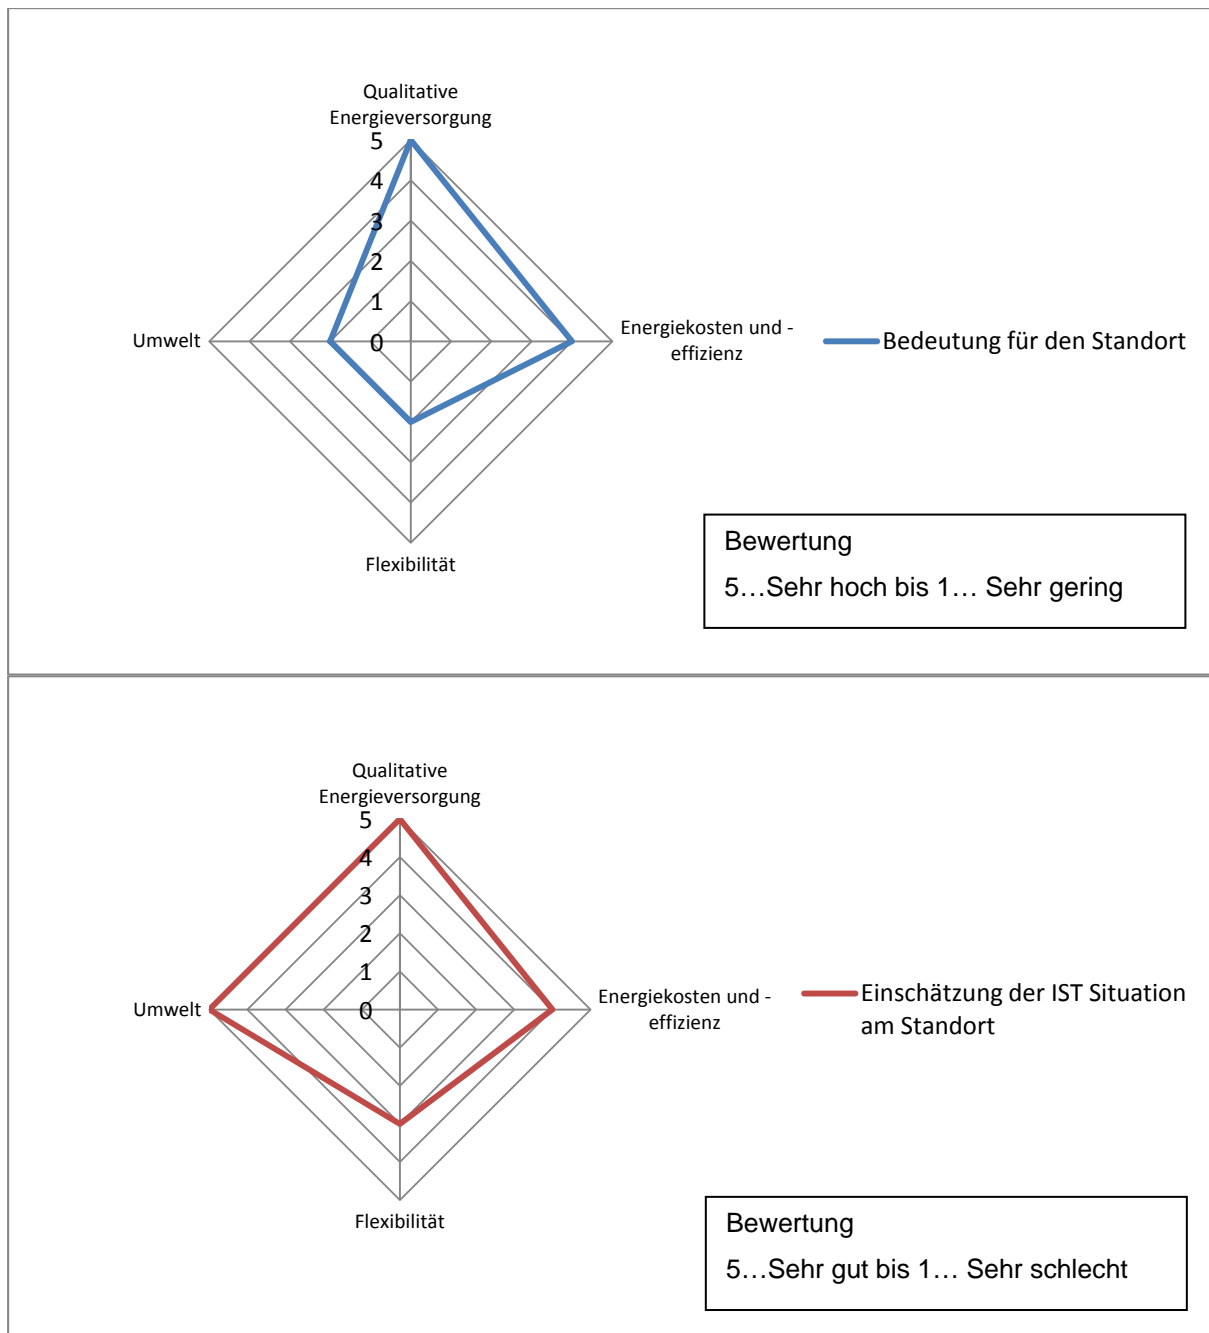 Qualitative
Energieversorgung
5
4
3
2
1
0
Umwelt
Energiekosten und -
effizienz
Flexibilität
Bedeutung für den Standort
Bewertung
5…Sehr hoch bis 1… Sehr gering
Qualitative
Energieversorgung
5
4
3
2
1
0
Umwelt
Energiekosten und -
effizienz
Flexibilität
Einschätzung der IST Situation
am Standort
Bewertung
5…Sehr gut bis 1… Sehr schlecht